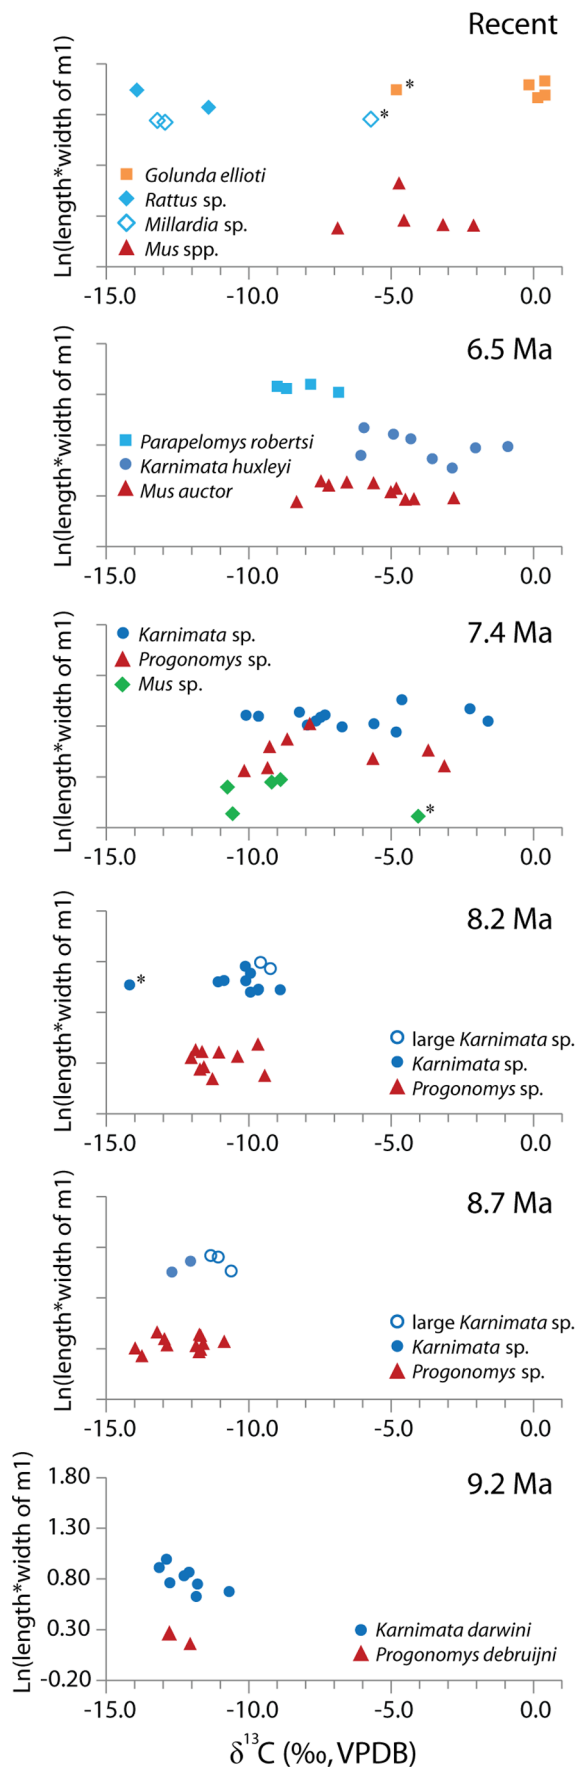 Recent
Ln(length*width of m1)
*
*
Golunda ellioti
Rattus sp.
Millardia sp.
Mus spp.
-15.0 -10.0 -5.0 0.0
6.5 Ma
Ln(length*width of m1)
Parapelomys robertsi
Karnimata huxleyi
Mus auctor
-15.0 -10.0 -5.0 0.0
7.4 Ma
Ln(length*width of m1)
Karnimata sp.
Progonomys sp.
Mus sp.
*
-15.0 -10.0 -5.0 0.0
8.2 Ma
Ln(length*width of m1)
*
large Karnimata sp.
Karnimata sp.
Progonomys sp.
-15.0 -10.0 -5.0 0.0
8.7 Ma
Ln(length*width of m1)
large Karnimata sp.
Karnimata sp.
Progonomys sp.
-15.0 -10.0 -5.0 0.0
9.2 Ma
Ln(length*width of m1)
1.80
1.30
0.80
0.30
-0.20
Karnimata darwini
Progonomys debruijni
-15.0 -10.0 -5.0 0.0
δ¹³C (‰, VPDB)